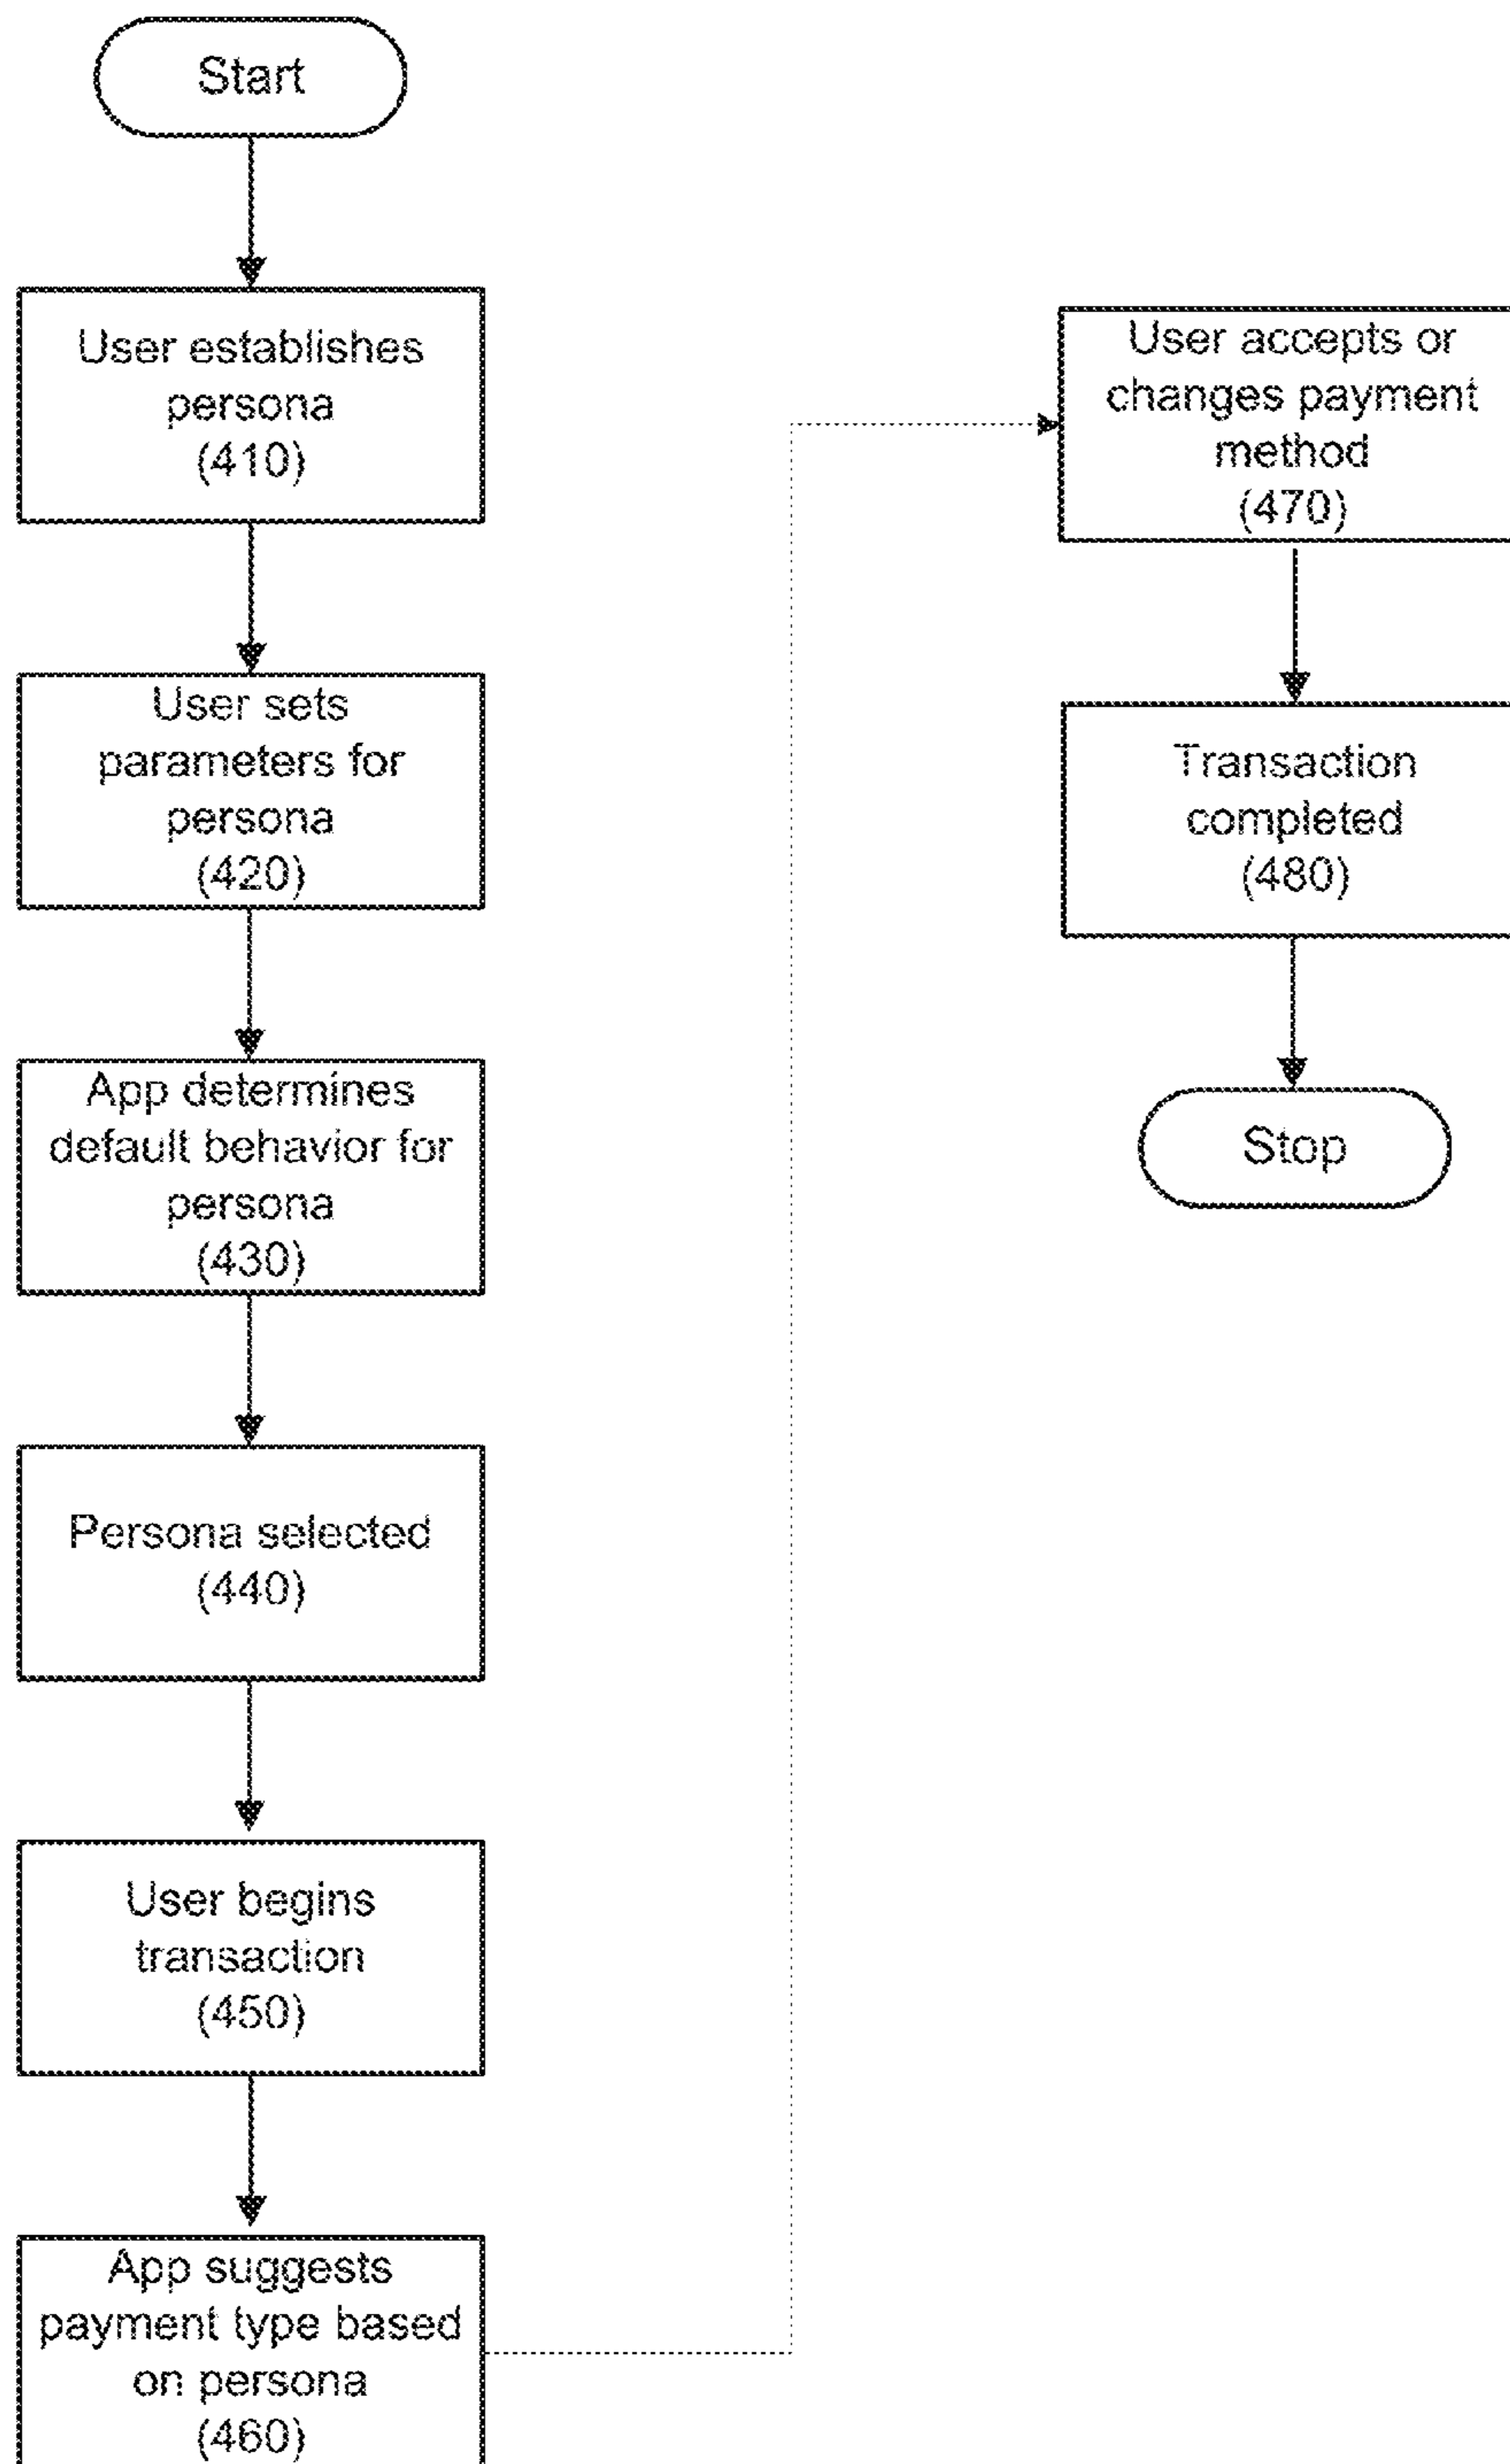 Start
User establishes
persona
(410)
User sets
parameters for
persona
(420)
App determines
default behavior for
persona
(430)
Persona selected
(440)
User begins
transaction
(450)
App suggests
payment type based
on persona
(460)
User accepts or
changes payment
method
(470)
Transaction
completed
(480)
Stop